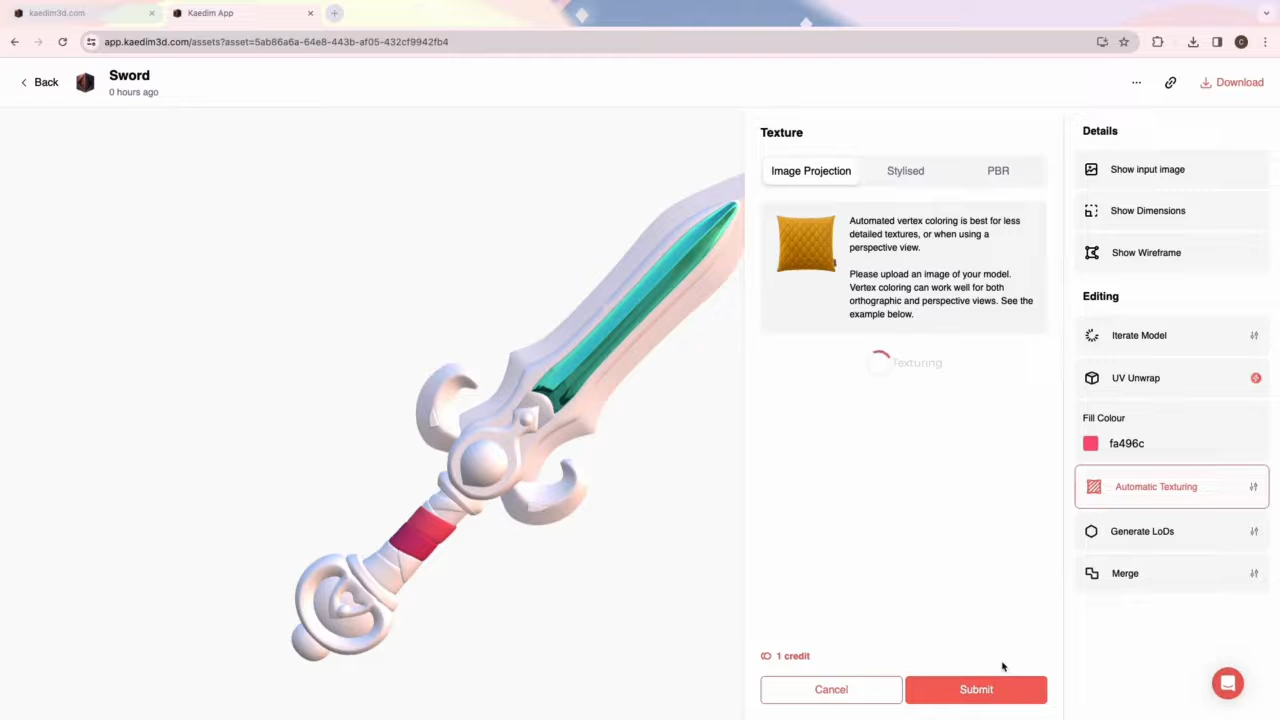 kaedim3d.com
Kaedim App
app.kaedim3d.com/assets?asset=5ab86a6a-64e8-443b-af05-432cf9942fb4
C
Back
Sword
0 hours ago
Download
Texture
Image Projection
Stylised
PBR
Automated vertex coloring is best for less
detailed textures, or when using a
perspective view.
Please upload an image of your model.
Vertex coloring can work well for both
orthographic and perspective views. See the
example below.
Texturing
1 credit
Cancel
Submit
Details
Show input image
Show Dimensions
Show Wireframe
Editing
Iterate Model
UV Unwrap
Fill Colour
fa496c
Automatic Texturing
Generate LoDs
Merge